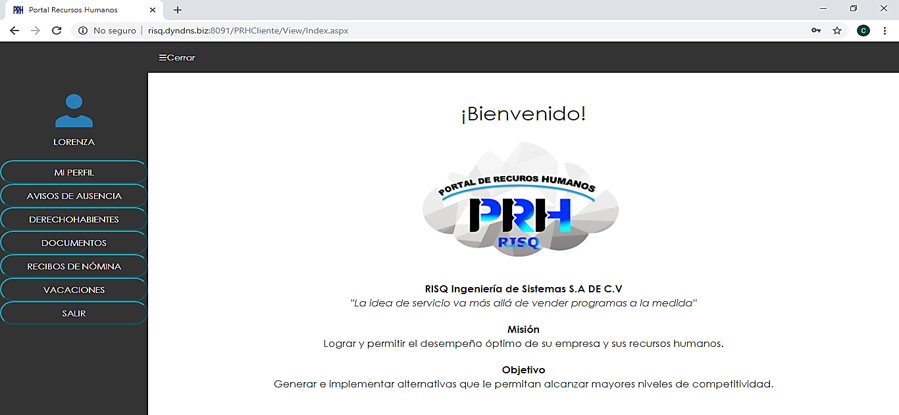 Portal Recursos Humanos
No seguro | risq.dyndns.biz:8091/PRHCliente/View/Index.aspx
C
Cerrar
LORENZA
MI PERFIL
AVISOS DE AUSENCIA
DERECHOHABIENTES
DOCUMENTOS
RECIBOS DE NÓMINA
VACACIONES
SALIR
¡Bienvenido!
PORTAL DE RECUROS HUMANOS
PRH
RISQ
RISQ Ingeniería de Sistemas S.A DE C.V
"La idea de servicio va más allá de vender programas a la medida"
Misión
Lograr y permitir el desempeño óptimo de su empresa y sus recursos humanos.
Objetivo
Generar e implementar alternativas que le permitan alcanzar mayores niveles de competitividad.